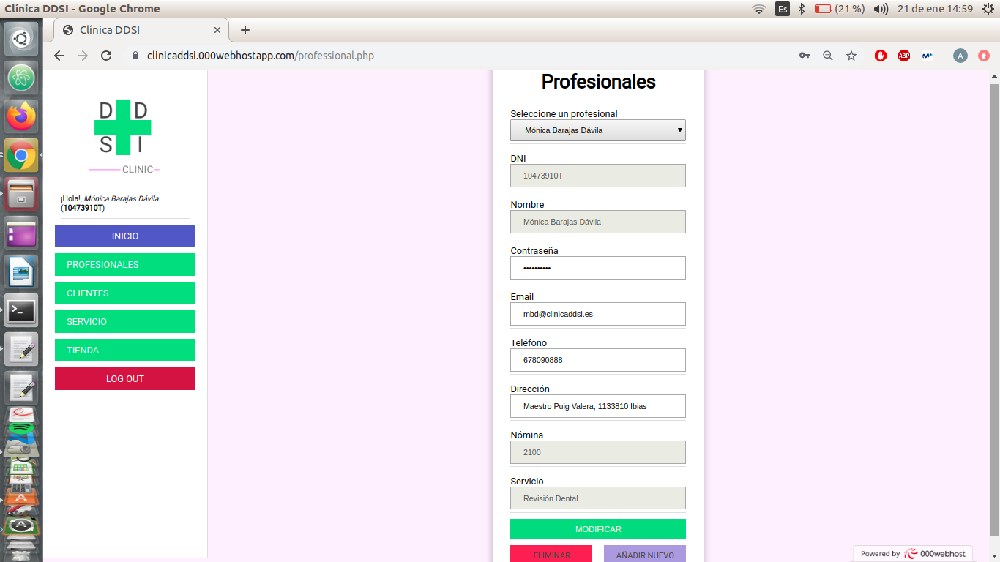 Clínica DDSI - Google Chrome
Es
(21 %)
21 de ene 14:59
Clínica DDSI
clinicaddsi.000webhostapp.com/professional.php
ABP
M+
A
D D
S I
CLINIC
¡Hola!, Mónica Barajas Dávila
(10473910T)
INICIO
PROFESIONALES
CLIENTES
SERVICIO
TIENDA
LOG OUT
Profesionales
Seleccione un profesional
Mónica Barajas Dávila
DNI
10473910T
Nombre
Mónica Barajas Dávila
Contraseña
••••••••••
Email
mbd@clinicaddsi.es
Teléfono
678090888
Dirección
Maestro Puig Valera, 1133810 Ibias
Nómina
2100
Servicio
Revisión Dental
MODIFICAR
ELIMINAR
AÑADIR NUEVO
Powered by 000webhost